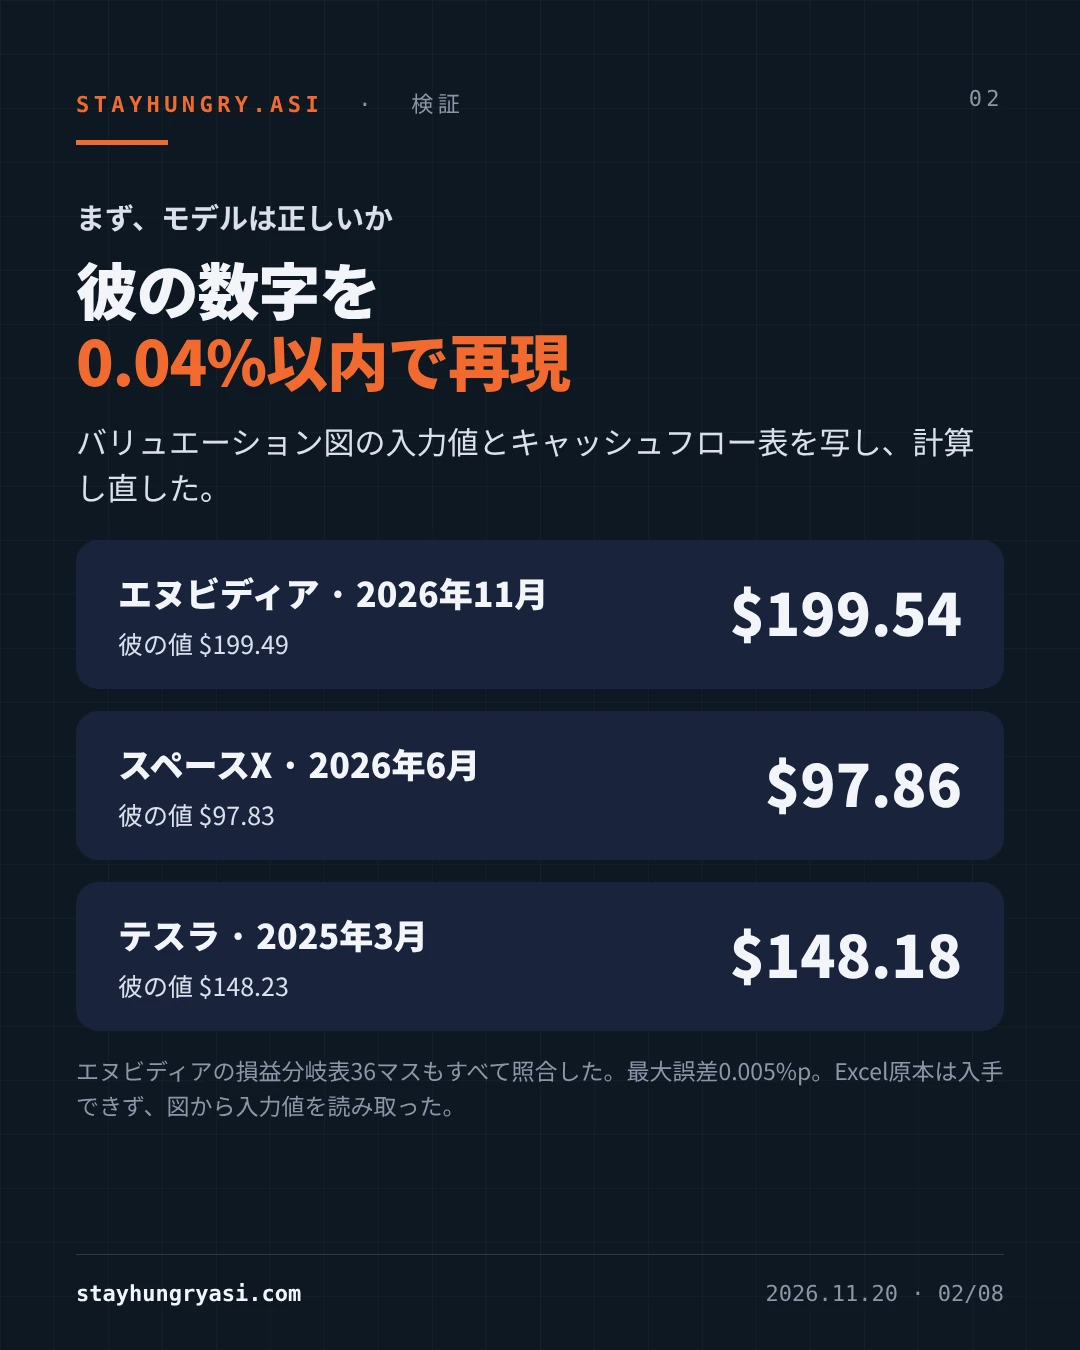 STAYHUNGRY.ASI · 検証
02
まず、モデルは正しいか
彼の数字を
0.04%以内で再現
バリュエーション図の入力値とキャッシュフロー表を写し、計算
し直した。
エヌビディア · 2026年11月
彼の値 $199.49
$199.54
スペースX · 2026年6月
彼の値 $97.83
$97.86
テスラ · 2025年3月
彼の値 $148.23
$148.18
エヌビディアの損益分岐表36マスもすべて照合した。最大誤差0.005%p。Excel原本は入手
できず、図から入力値を読み取った。
stayhungryasi.com
2026.11.20 · 02/08